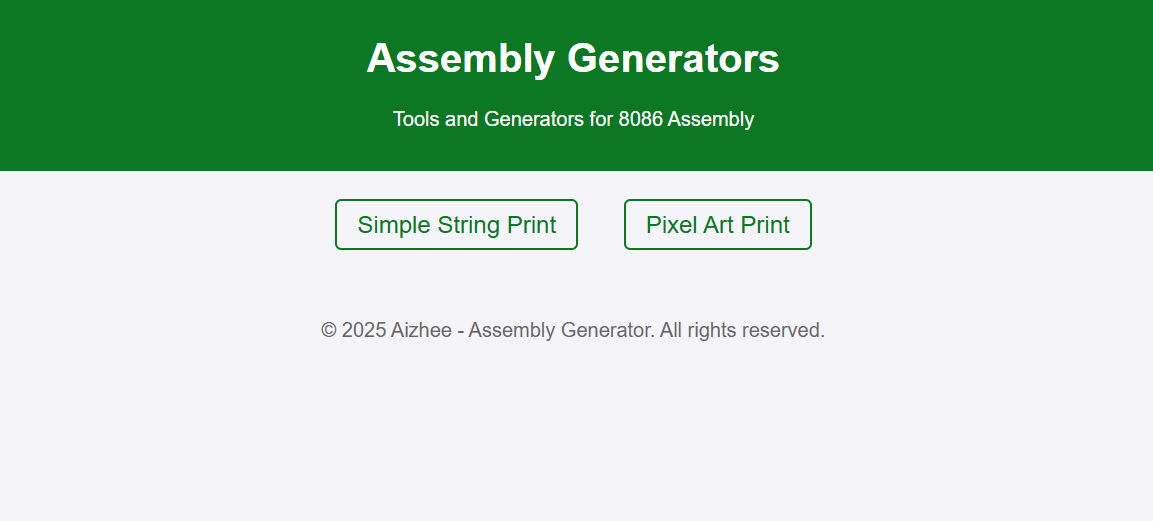 Assembly Generators
Tools and Generators for 8086 Assembly
Simple String Print
Pixel Art Print
© 2025 Aizhee - Assembly Generator. All rights reserved.